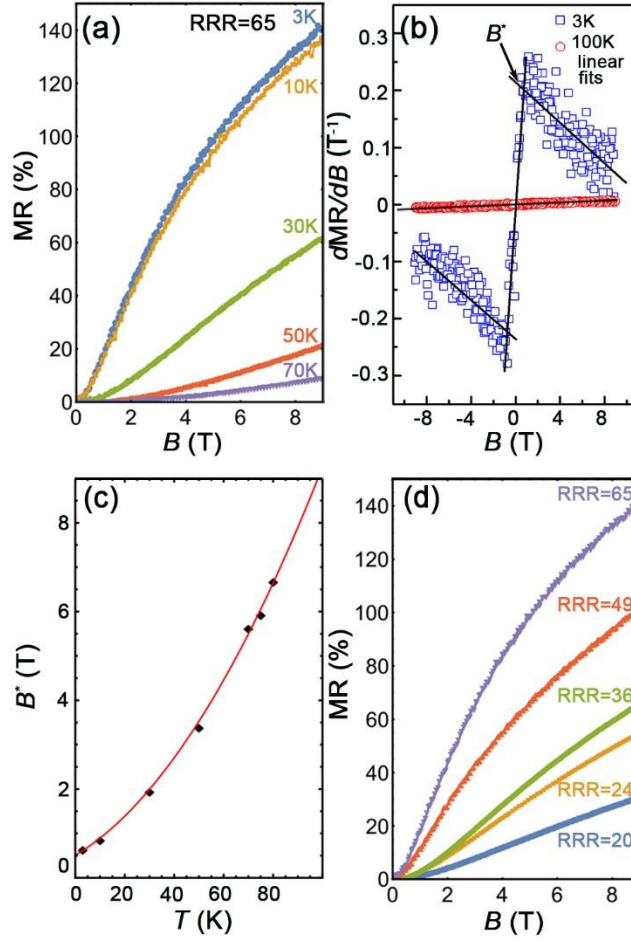 (a)
RRR=65
3K
10K
30K
50K
70K
MR (%)
140
120
100
80
60
40
20
0
0 2 4 6 8
B (T)
(b)
3K
100K
linear
fits
B*
dMR/dB (T-1)
0.3
0.2
0.1
0
-0.1
-0.2
-0.3
-8 -4 0 4 8
B (T)
(c)
B* (T)
8
6
4
2
0
0 20 40 60 80
T (K)
(d)
RRR=65
RRR=49
RRR=36
RRR=24
RRR=20
MR (%)
140
120
100
80
60
40
20
0
0 2 4 6 8
B (T)